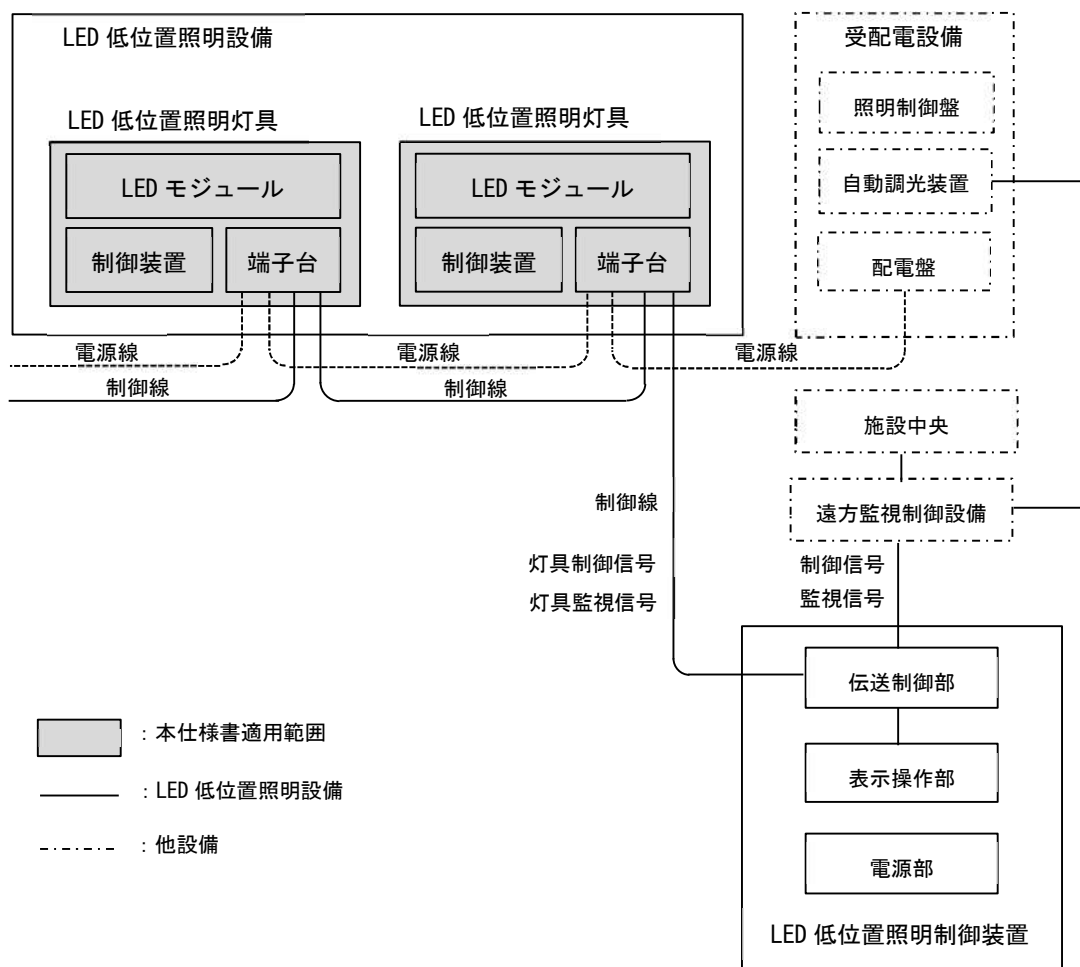 LED 低位置照明設備
LED 低位置照明灯具
LED モジュール
制御装置
端子台
LED 低位置照明灯具
LED モジュール
制御装置
端子台
受配電設備
照明制御盤
自動調光装置
配電盤
電源線
電源線
電源線
制御線
制御線
施設中央
遠方監視制御設備
制御線
灯具制御信号
灯具監視信号
制御信号
監視信号
伝送制御部
表示操作部
電源部
LED 低位置照明制御装置
：本仕様書適用範囲
：LED 低位置照明設備
：他設備